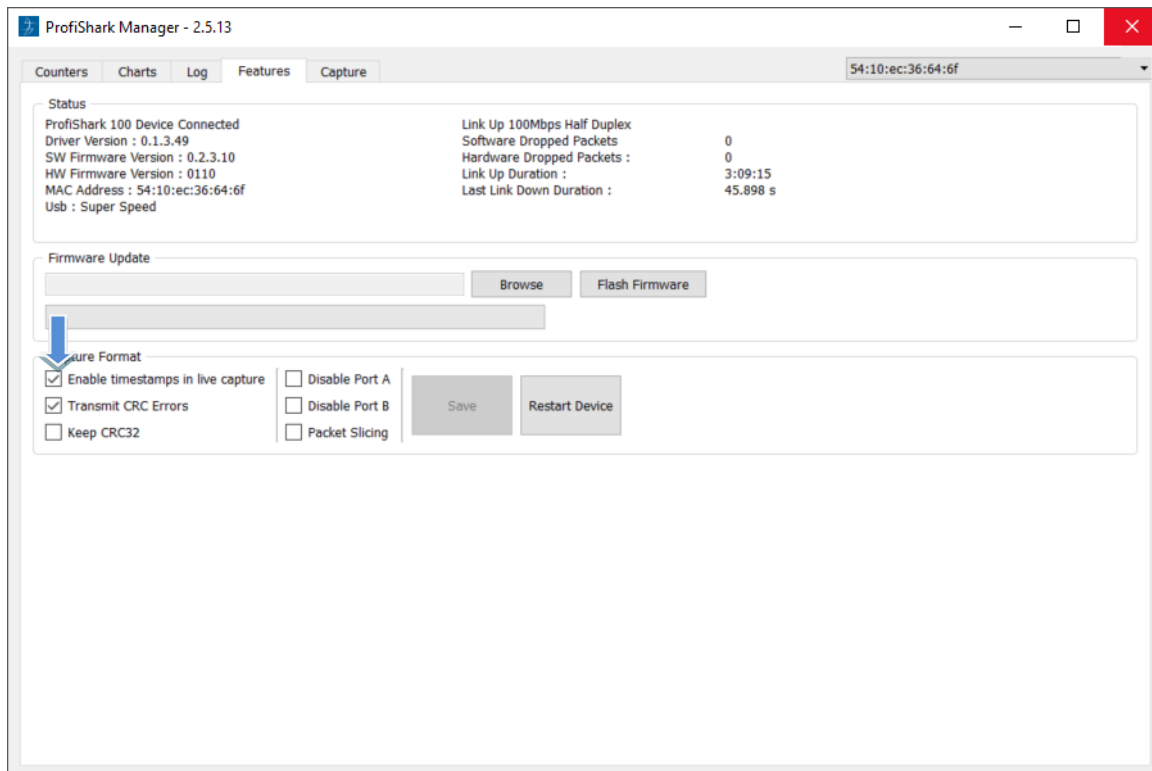 ProfiShark Manager - 2.5.13
Counters Charts Log Features Capture 54:10:ec:36:64:6f
Status
ProfiShark 100 Device Connected Link Up 100Mbps Half Duplex
Driver Version : 0.1.3.49 Software Dropped Packets 0
SW Firmware Version : 0.2.3.10 Hardware Dropped Packets : 0
HW Firmware Version : 0110 Link Up Duration : 3:09:15
MAC Address : 54:10:ec:36:64:6f Last Link Down Duration : 45.898 s
Usb : Super Speed
Firmware Update
Browse Flash Firmware
Format
Enable timestamps in live capture Disable Port A
Transmit CRC Errors Disable Port B Save Restart Device
Keep CRC32 Packet Slicing